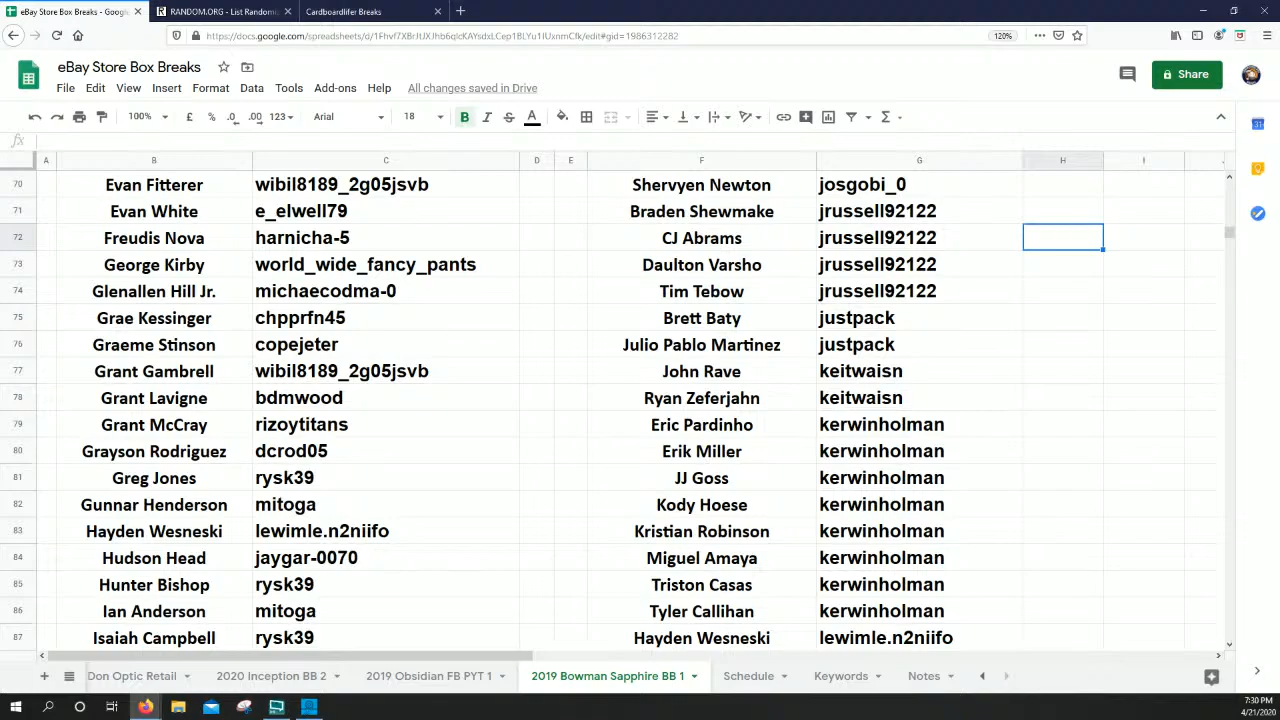 eBay Store Box Breaks - Google
RANDOM.ORG - List Randomi
Cardboardlifer Breaks
120%
eBay Store Box Breaks
File Edit View Insert Format Data Tools Add-ons Help All changes saved in Drive
Share
100% £ % .0 .00 123 Arial 18 B I S A
fx
A B C D E F G H I
70 Evan Fitterer wibil8189_2g05jsvb Shervyen Newton josgobi_0
71 Evan White e_elwell79 Braden Shewmake jrussell92122
72 Freudis Nova harnicha-5 CJ Abrams jrussell92122
73 George Kirby world_wide_fancy_pants Daulton Varsho jrussell92122
74 Glenallen Hill Jr. michaecodma-0 Tim Tebow jrussell92122
75 Grae Kessinger chpprfn45 Brett Baty justpack
76 Graeme Stinson copejeter Julio Pablo Martinez justpack
77 Grant Gambrell wibil8189_2g05jsvb John Rave keitwaisn
78 Grant Lavigne bdmwood Ryan Zeferjahn keitwaisn
79 Grant McCray rizoytitans Eric Pardinho kerwinholman
80 Grayson Rodriguez dcrod05 Erik Miller kerwinholman
81 Greg Jones rysk39 JJ Goss kerwinholman
82 Gunnar Henderson mitoga Kody Hoese kerwinholman
83 Hayden Wesneski lewimle.n2niifo Kristian Robinson kerwinholman
84 Hudson Head jaygar-0070 Miguel Amaya kerwinholman
85 Hunter Bishop rysk39 Triston Casas kerwinholman
86 Ian Anderson mitoga Tyler Callihan kerwinholman
87 Isaiah Campbell rysk39 Hayden Wesneski lewimle.n2niifo
Don Optic Retail 2020 Inception BB 2 2019 Obsidian FB PYT 1 2019 Bowman Sapphire BB 1 Schedule Keywords Notes
7:30 PM
4/21/2020